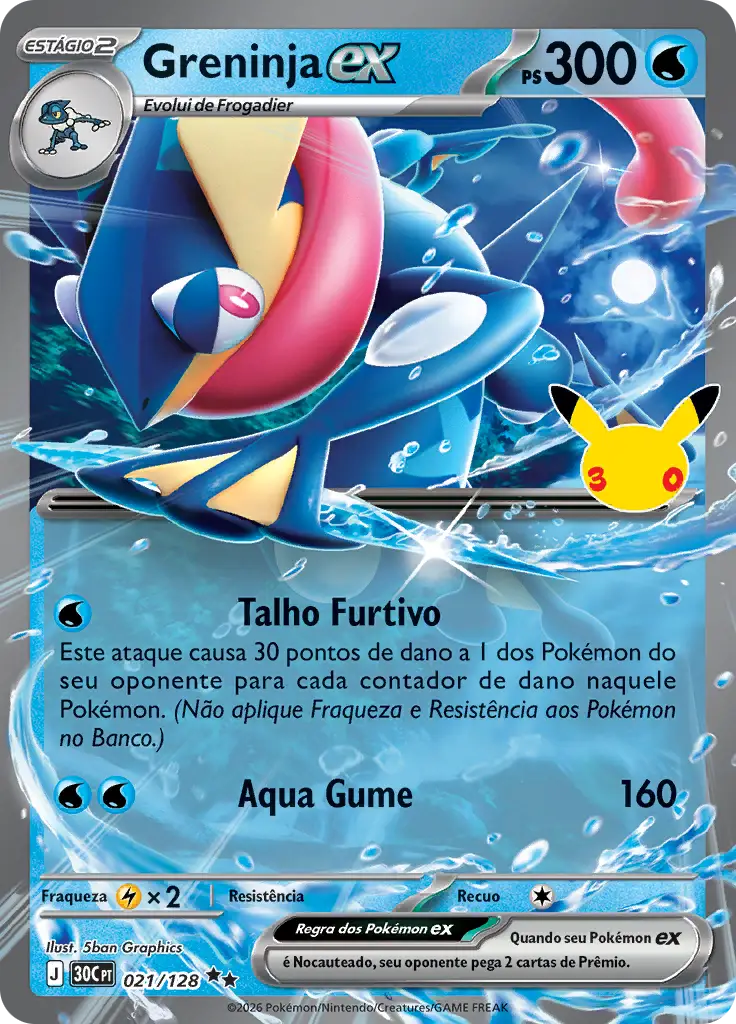 ESTÁGIO 2
Greninja ex
PS 300
Evolui de Frogadier
30
Talho Furtivo
Este ataque causa 30 pontos de dano a 1 dos Pokémon do
seu oponente para cada contador de dano naquele
Pokémon. (Não aplique Fraqueza e Resistência aos Pokémon
no Banco.)
Aqua Gume 160
Fraqueza ×2 Resistência Recuo
Ilust. 5ban Graphics
Regra dos Pokémon ex
Quando seu Pokémon ex
é Nocauteado, seu oponente pega 2 cartas de Prêmio.
J 30C PT 021/128 ★★
©2026 Pokémon/Nintendo/Creatures/GAME FREAK